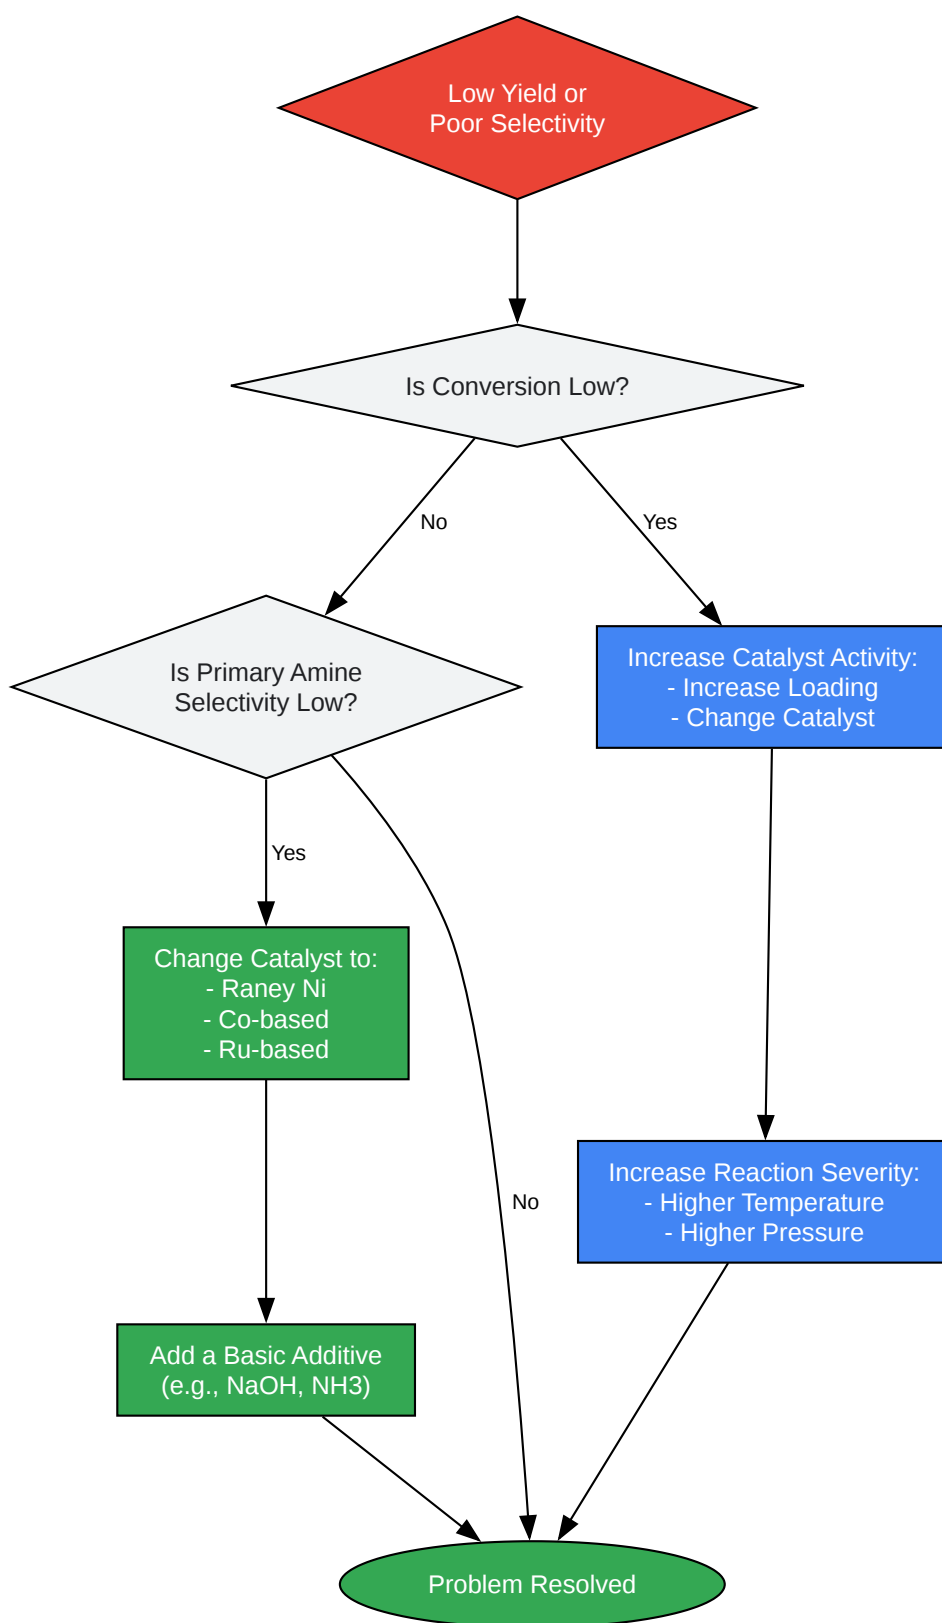 Low Yield or
Poor Selectivity
Is Conversion Low?
No
Yes
Is Primary Amine
Selectivity Low?
Increase Catalyst Activity:
- Increase Loading
- Change Catalyst
Yes
Change Catalyst to:
- Raney Ni
- Co-based
- Ru-based
No
Increase Reaction Severity:
- Higher Temperature
- Higher Pressure
Add a Basic Additive
(e.g., NaOH, NH3)
Problem Resolved